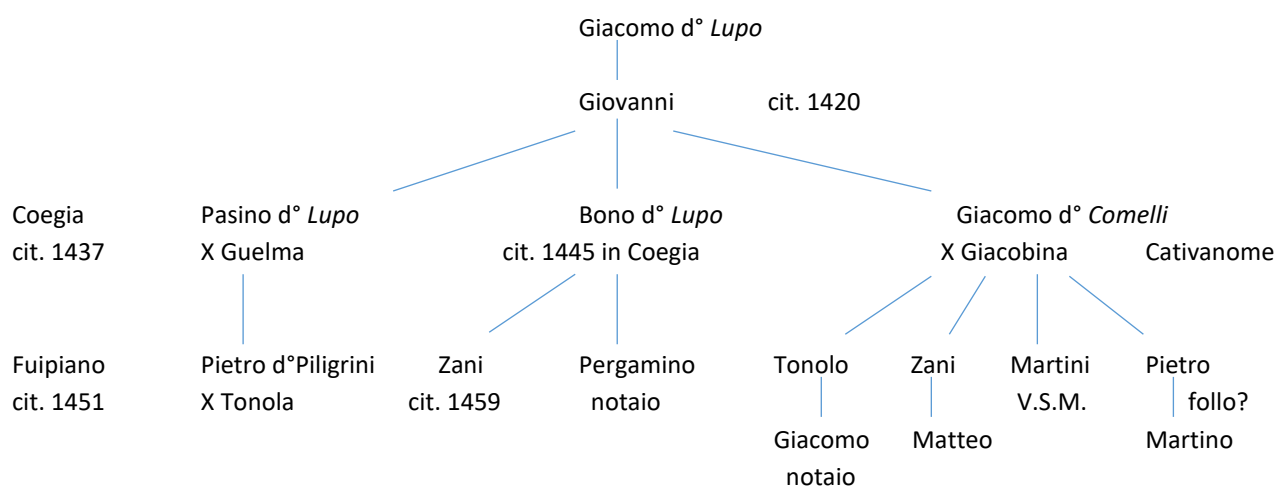 Giacomo d° Lupo
Giovanni cit. 1420
Coegia Pasino d° Lupo Bono d° Lupo Giacomo d° Comelli
cit. 1437 X Guelma cit. 1445 in Coegia X Giacobina Cativanome
Fuipiano Pietro d°Piligrini Zani Pergamino Tonolo Zani Martini Pietro
cit. 1451 X Tonola cit. 1459 notaio V.S.M. follo?
Giacomo Matteo Martino
notaio